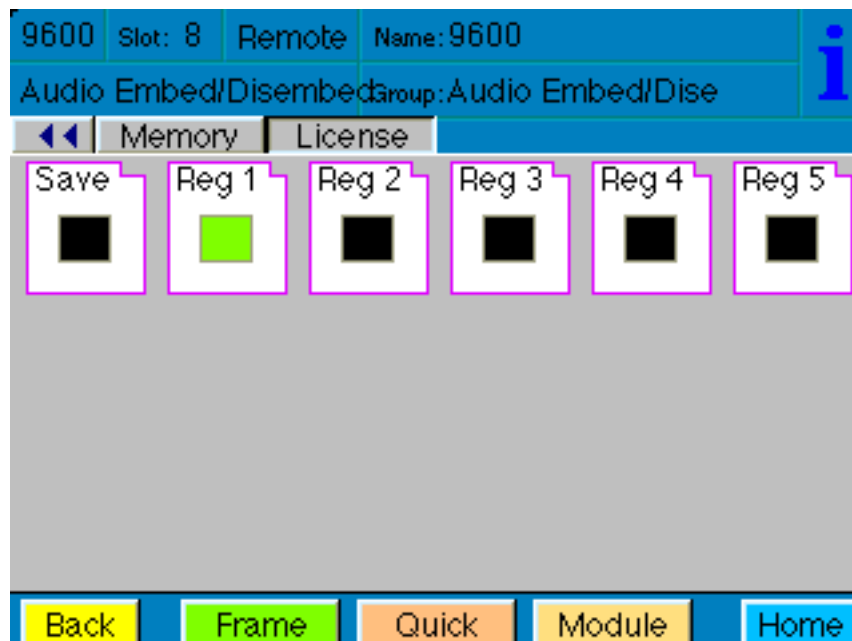 9600 Slot: 8 Remote Name: 9600
Audio Embed/Disembed Group: Audio Embed/Dise
Memory License
Save Reg 1 Reg 2 Reg 3 Reg 4 Reg 5
Back Frame Quick Module Home